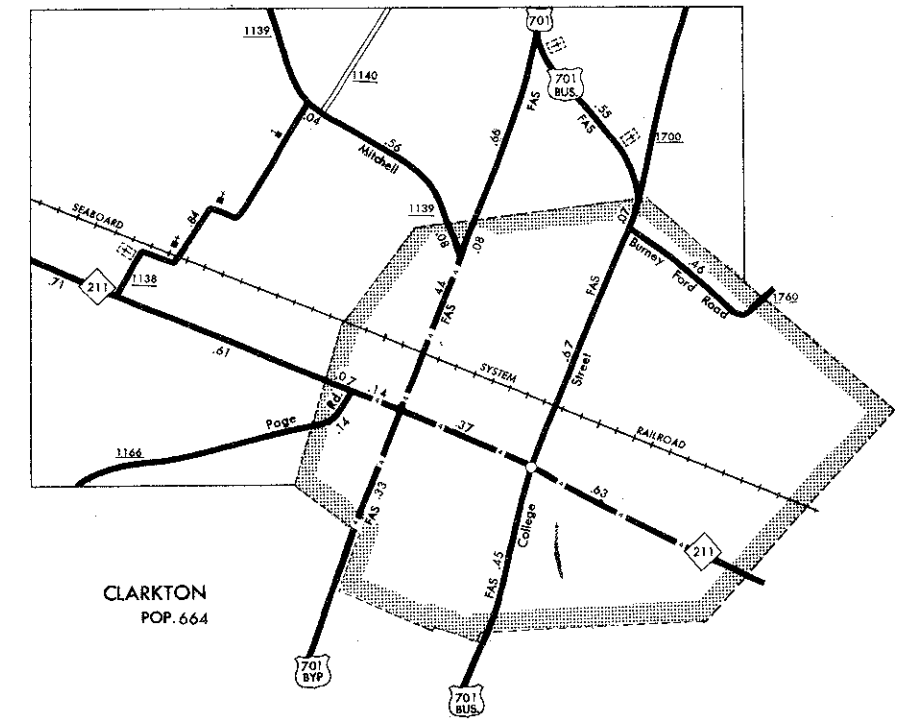 1139
701
1140
701
BUS.
.04
.66
FAS
.55
FAS
1700
.56
Mitchell
.84
SEABOARD
1139
.08
.08
.07
Burney Ford Road
.46
1760
1138
.71
211
.46
FAS
FAS
.61
.67
Street
SYSTEM
.07
.14
Page Rd.
.14
.37
RAILROAD
1166
FAS .33
.63
College
211
FAS .45
CLARKTON
POP. 664
701
BYP
701
BUS.